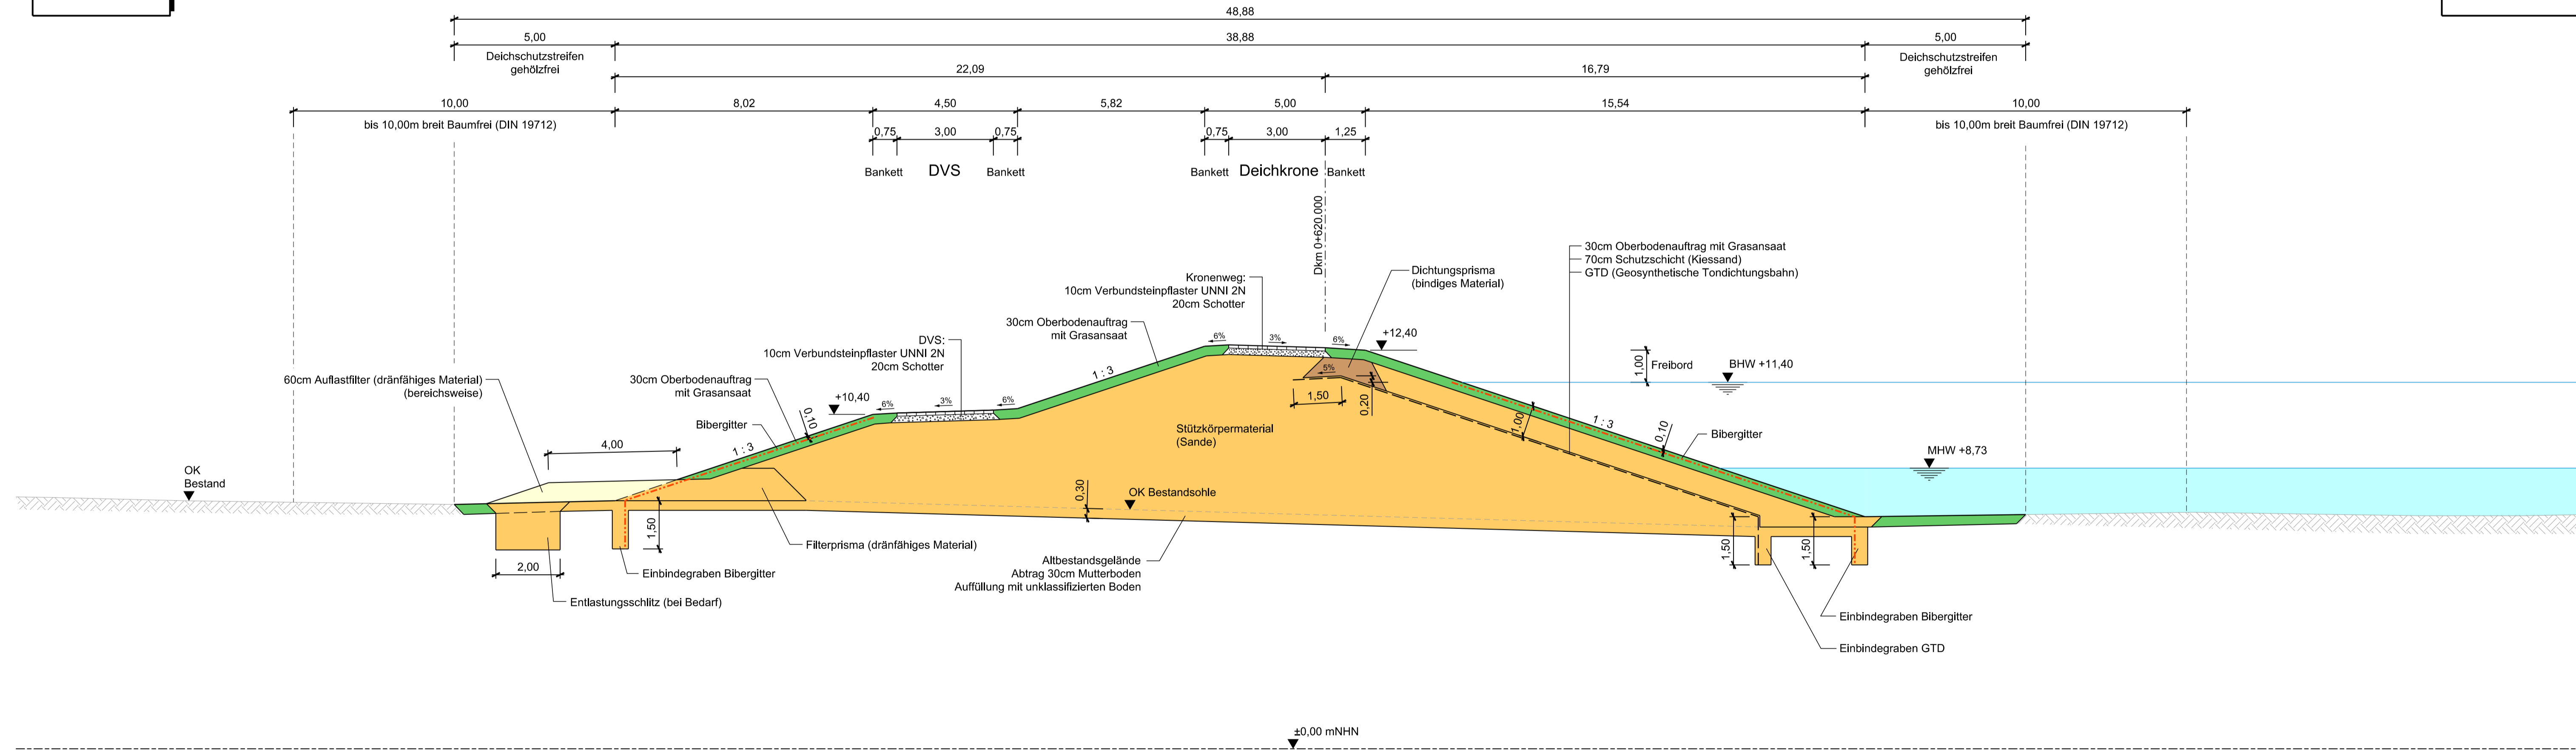 48,88
5,00
38,88
5,00
Deichschutzstreifen
gehölzfrei
Deichschutzstreifen
gehölzfrei
22,09
16,79
10,00
8,02
4,50
5,82
5,00
15,54
10,00
bis 10,00m breit Baumfrei (DIN 19712)
bis 10,00m breit Baumfrei (DIN 19712)
0,75
3,00
0,75
0,75
3,00
1,25
Bankett
DVS
Bankett
Bankett
Deichkrone
Bankett
Dkm 0+620.000
30cm Oberbodenauftrag mit Grasansaat
70cm Schutzschicht (Kiessand)
GTD (Geosynthetische Tondichtungsbahn)
Dichtungsprisma
(bindiges Material)
Kronenweg:
10cm Verbundsteinpflaster UNNI 2N
20cm Schotter
30cm Oberbodenauftrag
mit Grasansaat
DVS:
10cm Verbundsteinpflaster UNNI 2N
20cm Schotter
6%
3%
6%
+12,40
1,00
Freibord
BHW +11,40
60cm Auflastfilter (dränfähiges Material)
(bereichsweise)
30cm Oberbodenauftrag
mit Grasansaat
1 : 3
5%
+10,40
6%
3%
6%
1,50
0,20
0,10
Bibergitter
1,00
1 : 3
0,10
Bibergitter
Stützkörpermaterial
(Sande)
4,00
1 : 3
MHW +8,73
OK
Bestand
0,30
OK Bestandsohle
1,50
Filterprisma (dränfähiges Material)
1,50
1,50
2,00
Einbindegraben Bibergitter
Altbestandsgelände
Abtrag 30cm Mutterboden
Auffüllung mit unklassifizierten Boden
Entlastungsschlitz (bei Bedarf)
Einbindegraben Bibergitter
Einbindegraben GTD
±0,00 mNHN